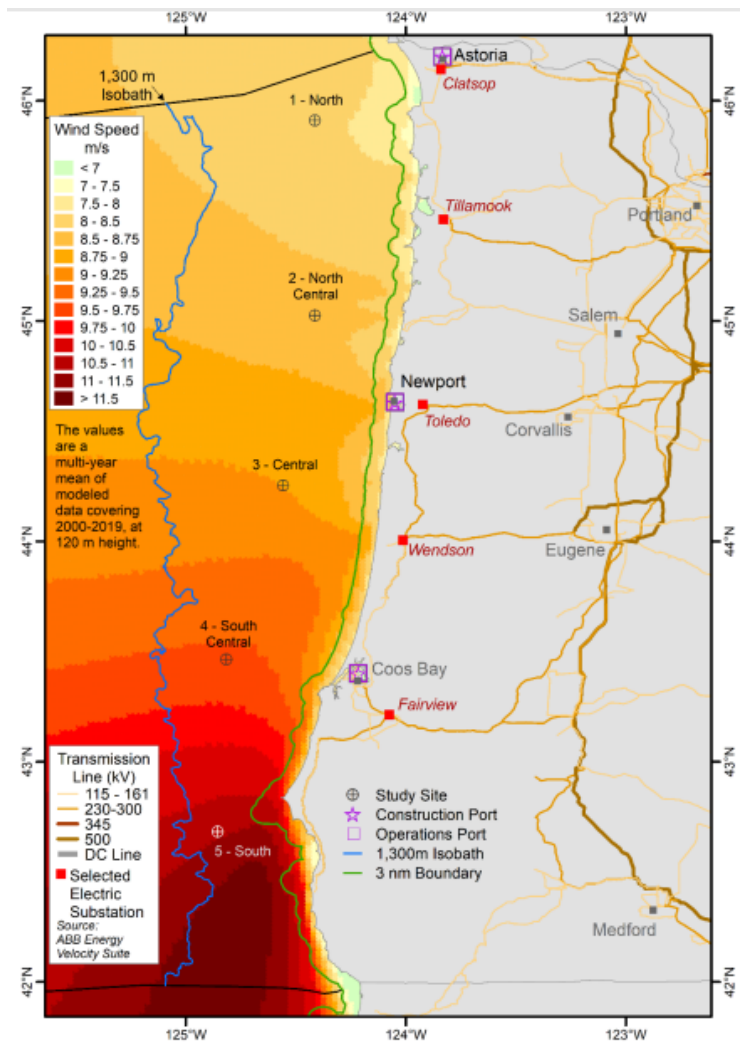 125°W
124°W
123°W
46°N
45°N
44°N
43°N
42°N
46°N
45°N
44°N
43°N
42°N
1,300 m
Isobath
1 - North
Astoria
Clatsop
Wind Speed
m/s
< 7
7 - 7.5
7.5 - 8
8 - 8.5
8.5 - 8.75
8.75 - 9
9 - 9.25
9.25 - 9.5
9.5 - 9.75
9.75 - 10
10 - 10.5
10.5 - 11
11 - 11.5
> 11.5
Tillamook
Portland
2 - North
Central
Salem
Newport
Toledo
Corvallis
The values
are a
multi-year
mean of
modeled
data covering
2000-2019, at
120 m height.
3 - Central
Wendson
Eugene
4 - South
Central
Coos Bay
Fairview
Transmission
Line (kV)
115 - 161
230-300
345
500
DC Line
Selected
Electric
Substation
Source:
ABB Energy
Velocity Suite
5 - South
Study Site
Construction Port
Operations Port
1,300m Isobath
3 nm Boundary
Medford
125°W
124°W
123°W